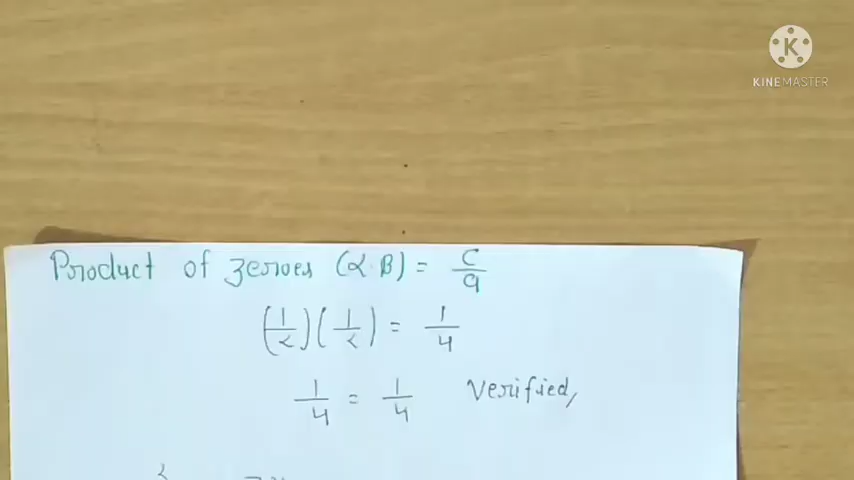 KINEMASTER
Product of zeroes (α·β) = c/a
(1/2)(1/2) = 1/4
1/4 = 1/4 Verified,